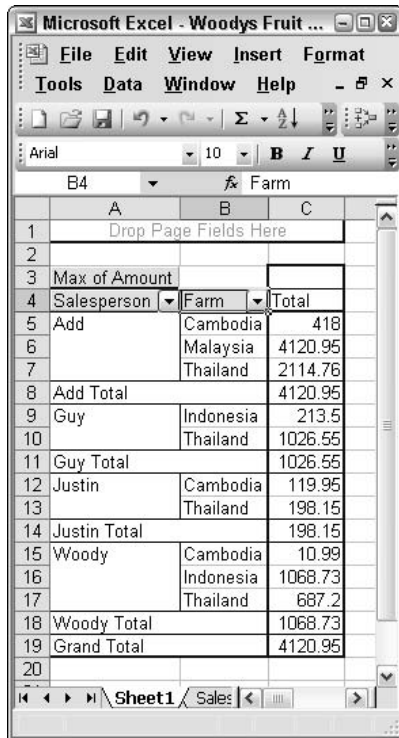 Microsoft Excel - Woodys Fruit ...
File Edit View Insert Format
Tools Data Window Help
Arial 10 B I U
B4 fx Farm
A B C
1 Drop Page Fields Here
2
3 Max of Amount
4 Salesperson Farm Total
5 Add Cambodia 418
6 Malaysia 4120.95
7 Thailand 2114.76
8 Add Total 4120.95
9 Guy Indonesia 213.5
10 Thailand 1026.55
11 Guy Total 1026.55
12 Justin Cambodia 119.95
13 Thailand 198.15
14 Justin Total 198.15
15 Woody Cambodia 10.99
16 Indonesia 1068.73
17 Thailand 687.2
18 Woody Total 1068.73
19 Grand Total 4120.95
20
Sheet1 Sales